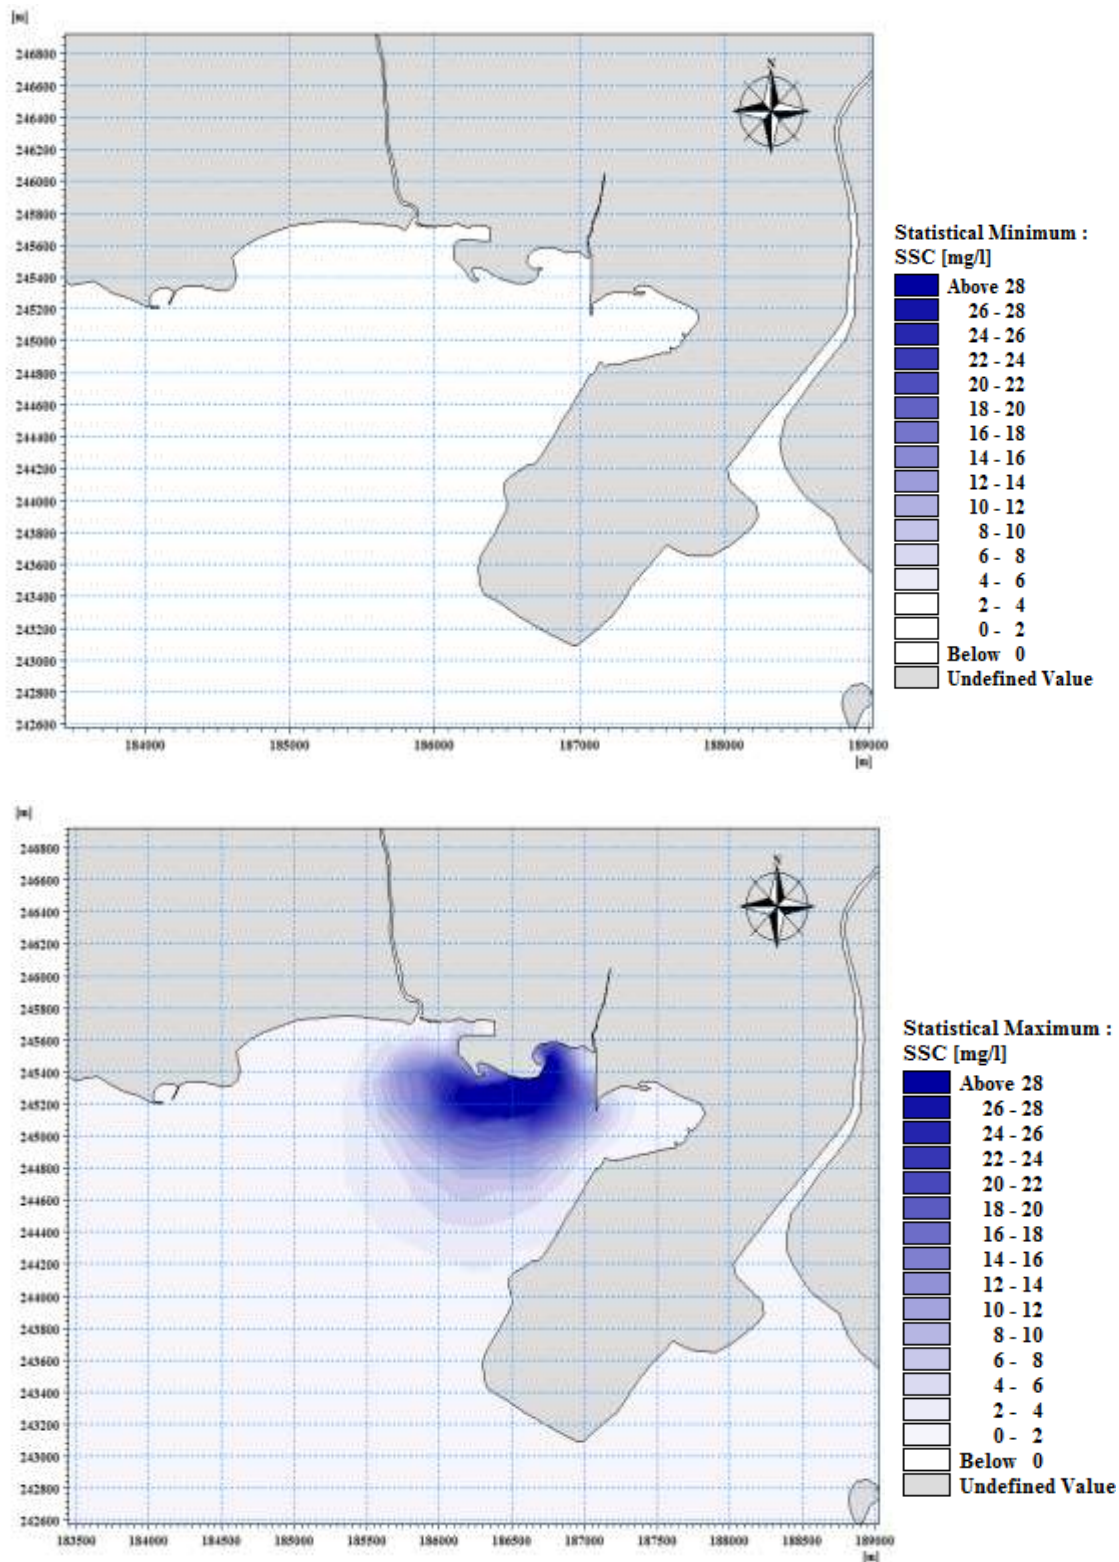 [m]
N
246800
246600
246400
246200
246000
245800
245600
245400
245200
245000
244800
244600
244400
244200
244000
243800
243600
243400
243200
243000
242800
242600
184000 185000 186000 187000 188000 189000
[m]
Statistical Minimum :
SSC [mg/l]
Above 28
26 - 28
24 - 26
22 - 24
20 - 22
18 - 20
16 - 18
14 - 16
12 - 14
10 - 12
8 - 10
6 - 8
4 - 6
2 - 4
0 - 2
Below 0
Undefined Value
[m]
N
246800
246600
246400
246200
246000
245800
245600
245400
245200
245000
244800
244600
244400
244200
244000
243800
243600
243400
243200
243000
242800
242600
183500 184000 184500 185000 185500 186000 186500 187000 187500 188000 188500 189000
[m]
Statistical Maximum :
SSC [mg/l]
Above 28
26 - 28
24 - 26
22 - 24
20 - 22
18 - 20
16 - 18
14 - 16
12 - 14
10 - 12
8 - 10
6 - 8
4 - 6
2 - 4
0 - 2
Below 0
Undefined Value